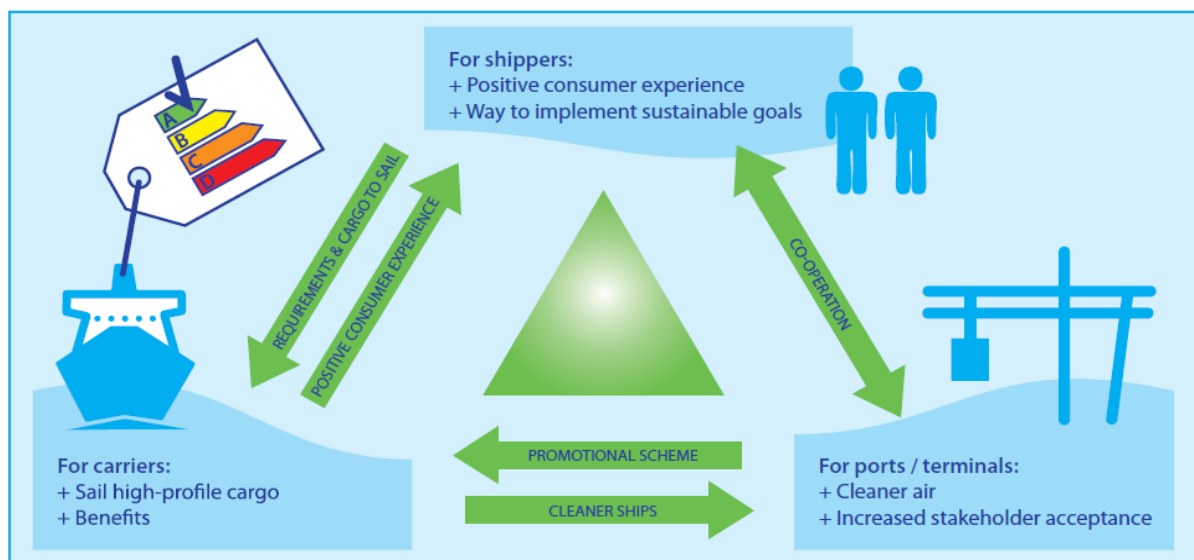 For shippers:
+ Positive consumer experience
+ Way to implement sustainable goals
A
B
C
D
REQUIREMENTS & CARGO TO SAIL
POSITIVE CONSUMER EXPERIENCE
CO-OPERATION
For carriers:
+ Sail high-profile cargo
+ Benefits
PROMOTIONAL SCHEME
CLEANER SHIPS
For ports / terminals:
+ Cleaner air
+ Increased stakeholder acceptance